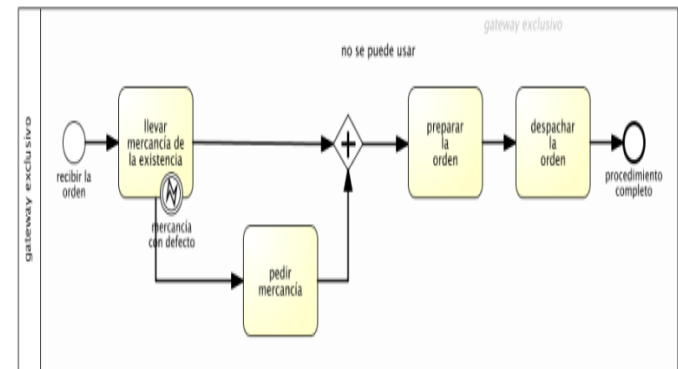 gateway exclusivo
no se puede usar
gateway exclusivo
recibir la
orden
llevar
mercancía de
la existencia
mercancía
con defecto
pedir
mercancía
preparar
la
orden
despachar
la
orden
procedimiento
completo